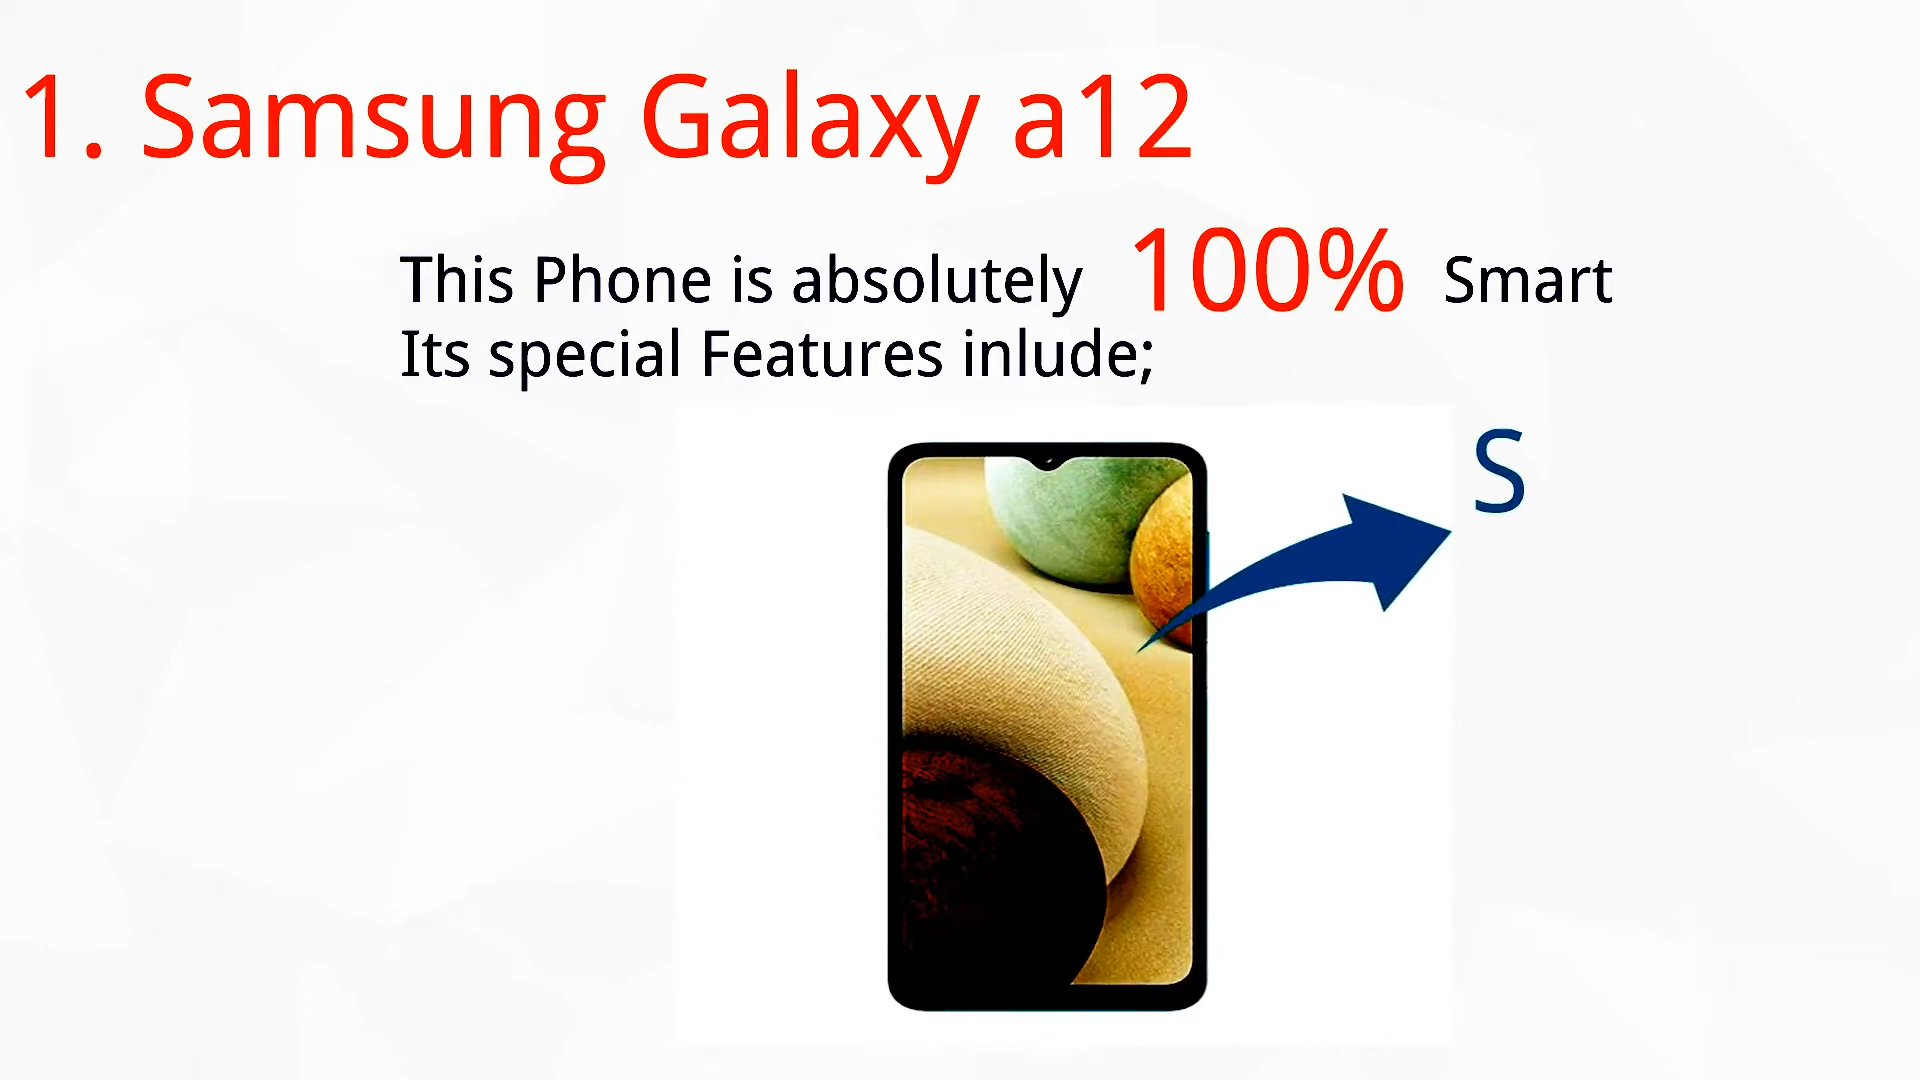 1. Samsung Galaxy a12
This Phone is absolutely 100% Smart
Its special Features inlude;
S